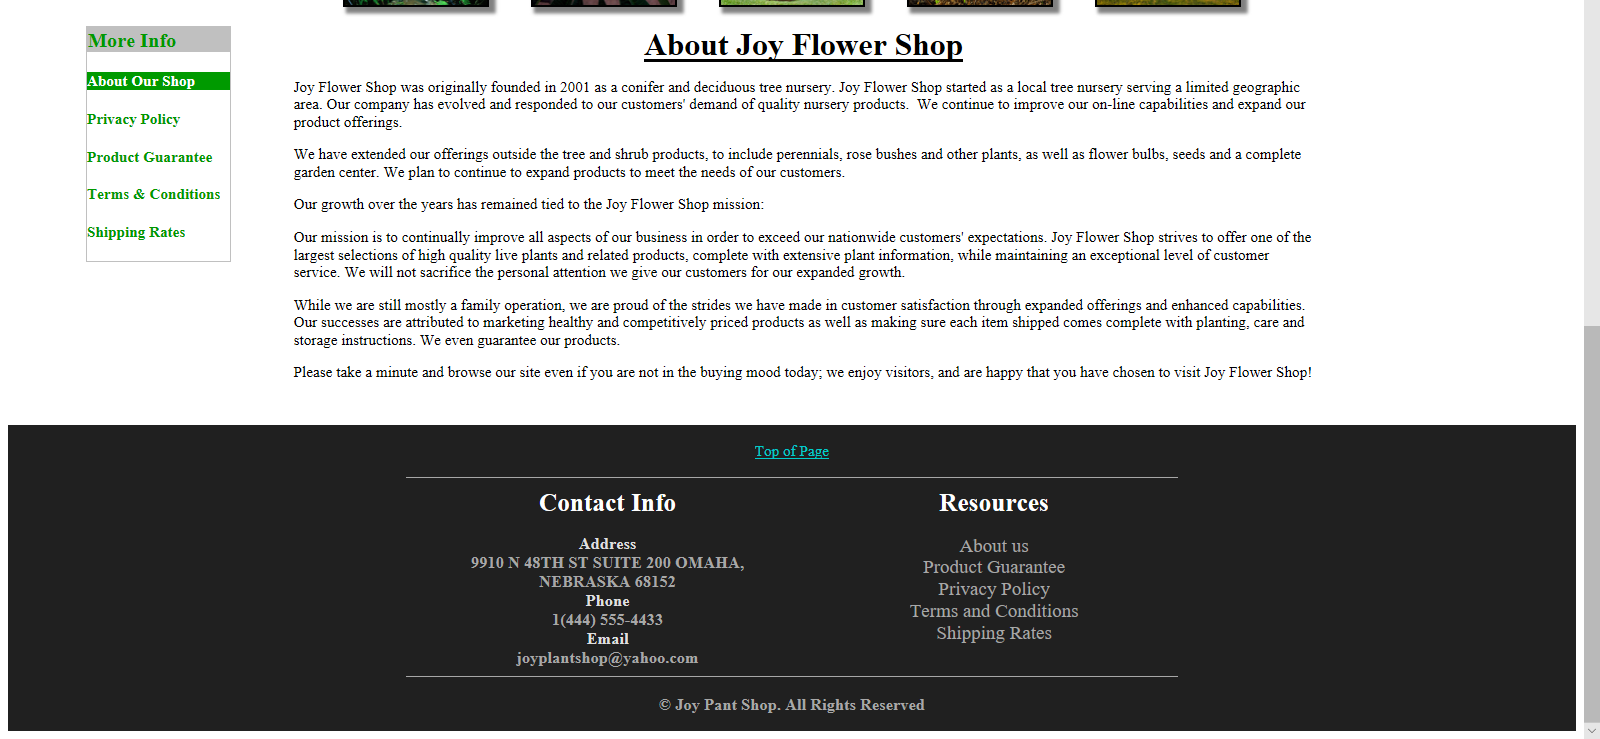 More Info
About Our Shop
Privacy Policy
Product Guarantee
Terms & Conditions
Shipping Rates
About Joy Flower Shop
Joy Flower Shop was originally founded in 2001 as a conifer and deciduous tree nursery. Joy Flower Shop started as a local tree nursery serving a limited geographic
area. Our company has evolved and responded to our customers' demand of quality nursery products.  We continue to improve our on-line capabilities and expand our
product offerings.
We have extended our offerings outside the tree and shrub products, to include perennials, rose bushes and other plants, as well as flower bulbs, seeds and a complete
garden center. We plan to continue to expand products to meet the needs of our customers.
Our growth over the years has remained tied to the Joy Flower Shop mission:
Our mission is to continually improve all aspects of our business in order to exceed our nationwide customers' expectations. Joy Flower Shop strives to offer one of the
largest selections of high quality live plants and related products, complete with extensive plant information, while maintaining an exceptional level of customer
service. We will not sacrifice the personal attention we give our customers for our expanded growth.
While we are still mostly a family operation, we are proud of the strides we have made in customer satisfaction through expanded offerings and enhanced capabilities.
Our successes are attributed to marketing healthy and competitively priced products as well as making sure each item shipped comes complete with planting, care and
storage instructions. We even guarantee our products.
Please take a minute and browse our site even if you are not in the buying mood today; we enjoy visitors, and are happy that you have chosen to visit Joy Flower Shop!
Top of Page
Contact Info
Address
9910 N 48TH ST SUITE 200 OMAHA,
NEBRASKA 68152
Phone
1(444) 555-4433
Email
joyplantshop@yahoo.com
Resources
About us
Product Guarantee
Privacy Policy
Terms and Conditions
Shipping Rates
© Joy Pant Shop. All Rights Reserved